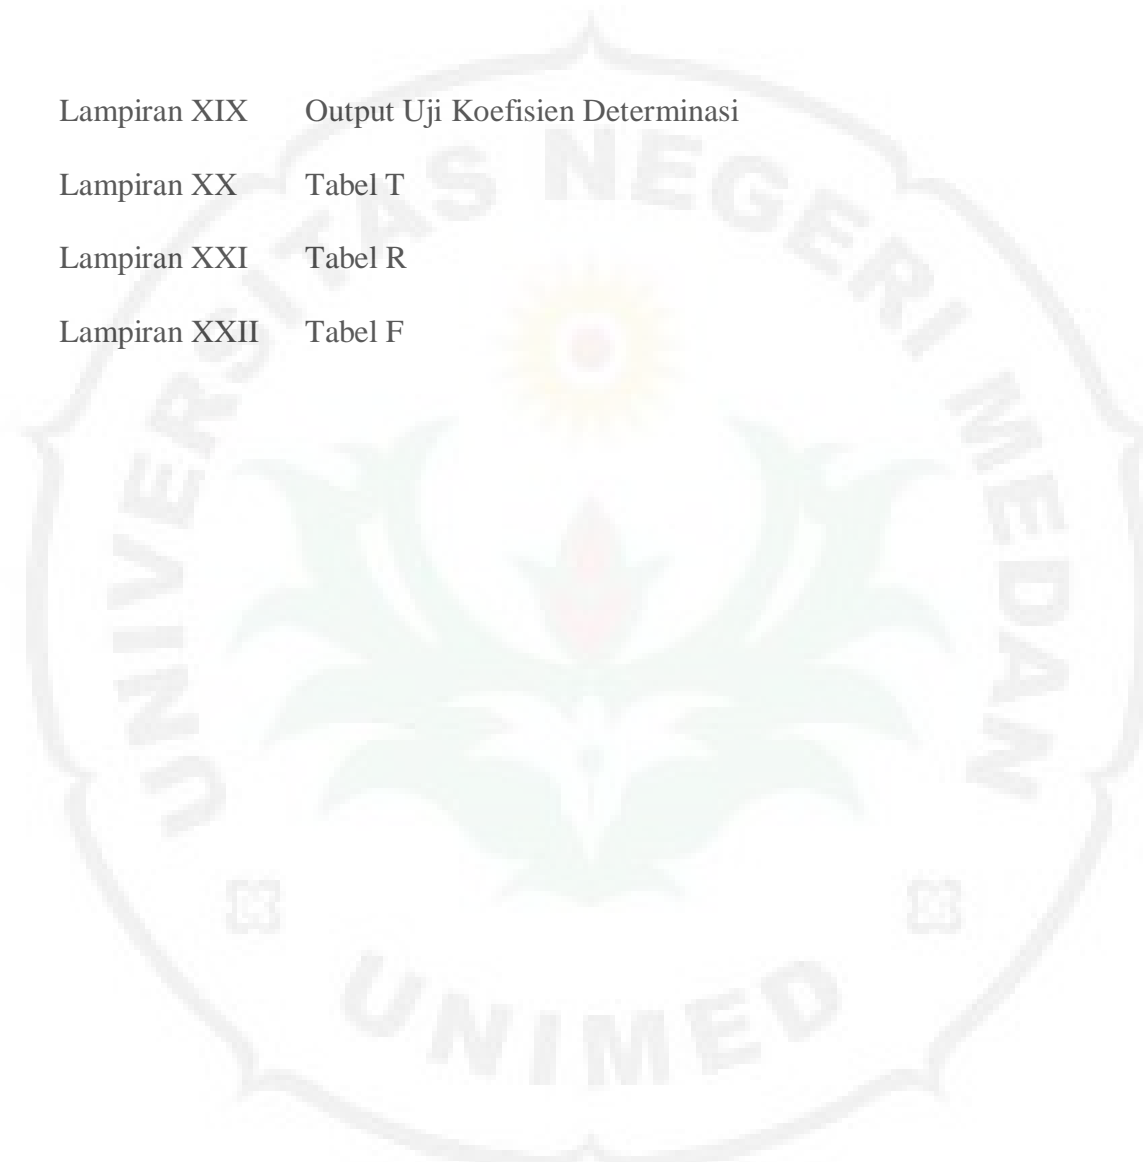 Lampiran XIX Output Uji Koefisien Determinasi
Lampiran XX Tabel T
Lampiran XXI Tabel R
Lampiran XXII Tabel F
UNIVERSITAS NEGERI MEDAN
UNIMED